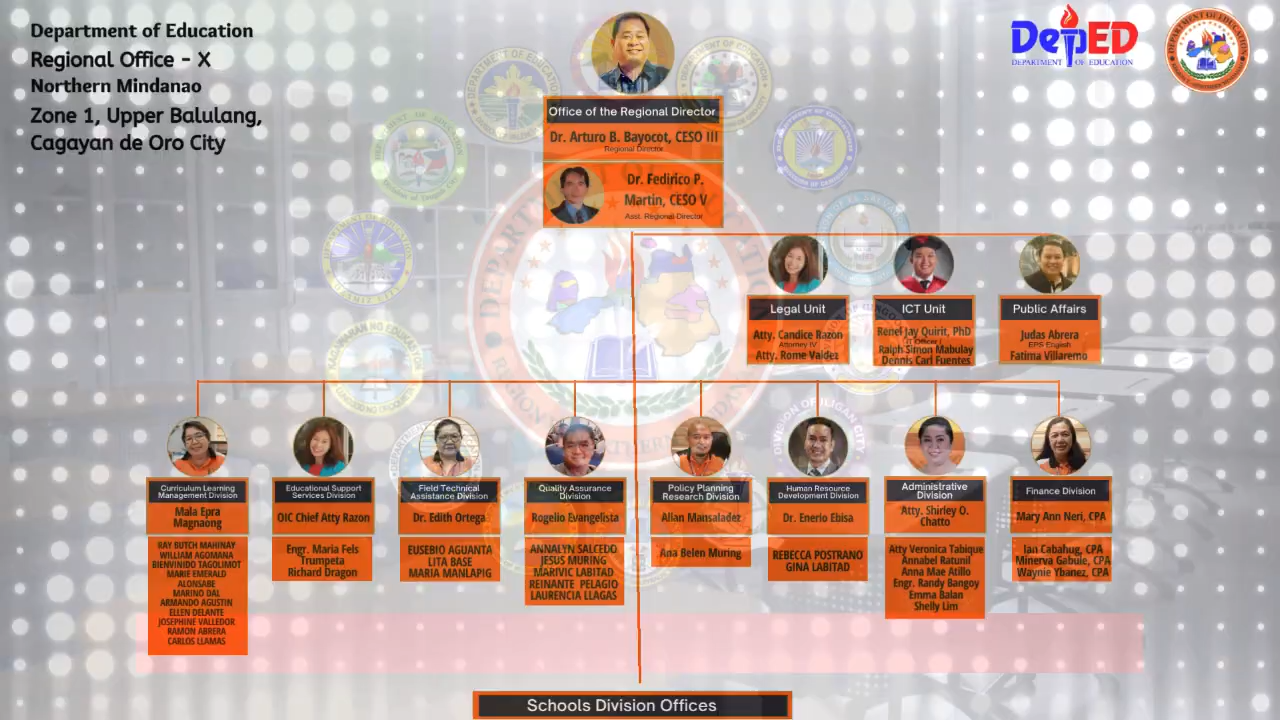 Department of Education
Regional Office - X
Northern Mindanao
Zone 1, Upper Balulang,
Cagayan de Oro City
DepED
DEPARTMENT OF EDUCATION
Office of the Regional Director
Dr. Arturo B. Bayocot, CESO III
Regional Director
Dr. Fedirico P.
Martin, CESO V
Asst. Regional Director
Legal Unit
Atty. Candice Razon
Attorney IV
Atty. Rome Valdez
ICT Unit
Renel Jay Quirit, PhD
IT Officer I
Ralph Simon Mabulay
Dennis Carl Fuentes
Public Affairs
Judas Abrera
EPS English
Fatima Villaremo
Curriculum Learning
Management Division
Mala Epra
Magnaong
RAY BUTCH MAHINAY
WILLIAM AGOMANA
BIENVINIDO TAGOLIMOT
MARIE EMERALD
ALONSABE
MARINO DAL
ARMANDO AGUSTIN
ELLEN DELANTE
JOSEPHINE VALLEDOR
RAMON ABRERA
CARLOS LLAMAS
Educational Support
Services Division
OIC Chief Atty Razon
Engr. Maria Fels
Trumpeta
Richard Dragon
Field Technical
Assistance Division
Dr. Edith Ortega
EUSEBIO AGUANTA
LITA BASE
MARIA MANLAPIG
Quality Assurance
Division
Rogelio Evangelista
ANNALYN SALCEDO
JESUS MURING
MARIVIC LABITAD
REINANTE PELAGIO
LAURENCIA LLAGAS
Policy Planning
Research Division
Allan Mansaladez
Ana Belen Muring
Human Resource
Development Division
Dr. Enerio Ebisa
REBECCA POSTRANO
GINA LABITAD
Administrative
Division
Atty. Shirley O.
Chatto
Atty Veronica Tabique
Annabel Ratunil
Anna Mae Atillo
Engr. Randy Bangoy
Emma Balan
Shelly Lim
Finance Division
Mary Ann Neri, CPA
Ian Cabahug, CPA
Minerva Gabule, CPA
Waynie Ybanez, CPA
Schools Division Offices